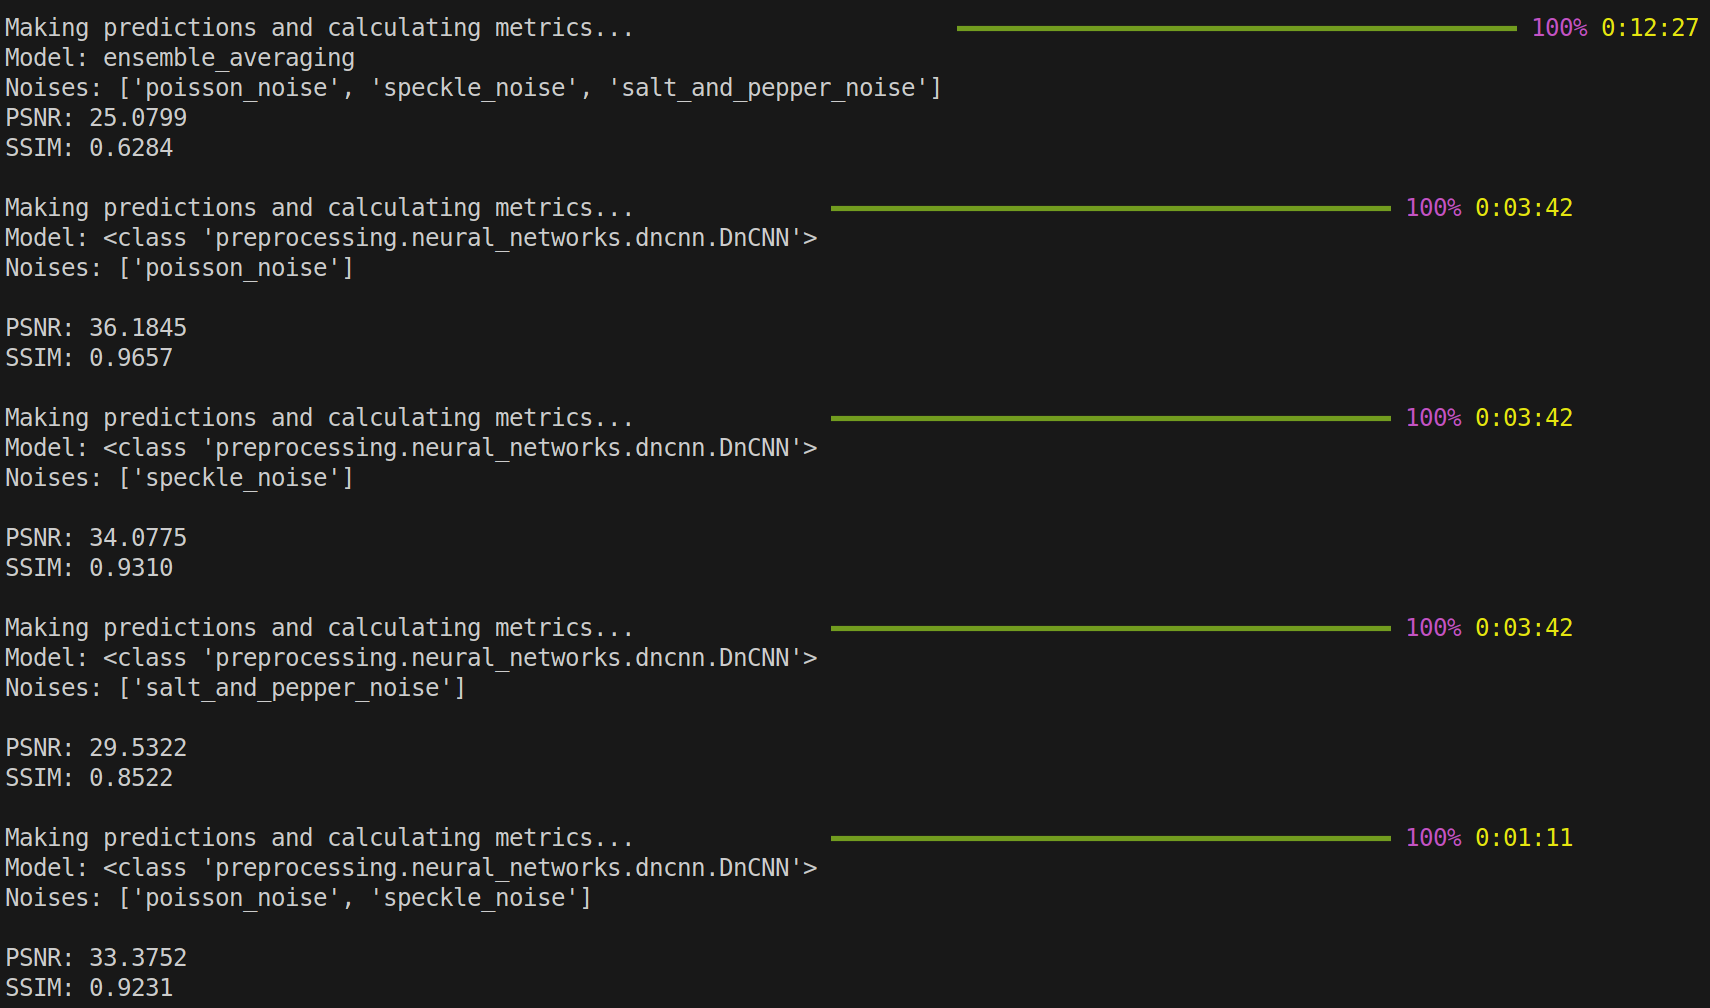 Making predictions and calculating metrics... 100% 0:12:27
Model: ensemble_averaging
Noises: ['poisson_noise', 'speckle_noise', 'salt_and_pepper_noise']
PSNR: 25.0799
SSIM: 0.6284
Making predictions and calculating metrics... 100% 0:03:42
Model: <class 'preprocessing.neural_networks.dncnn.DnCNN'>
Noises: ['poisson_noise']
PSNR: 36.1845
SSIM: 0.9657
Making predictions and calculating metrics... 100% 0:03:42
Model: <class 'preprocessing.neural_networks.dncnn.DnCNN'>
Noises: ['speckle_noise']
PSNR: 34.0775
SSIM: 0.9310
Making predictions and calculating metrics... 100% 0:03:42
Model: <class 'preprocessing.neural_networks.dncnn.DnCNN'>
Noises: ['salt_and_pepper_noise']
PSNR: 29.5322
SSIM: 0.8522
Making predictions and calculating metrics... 100% 0:01:11
Model: <class 'preprocessing.neural_networks.dncnn.DnCNN'>
Noises: ['poisson_noise', 'speckle_noise']
PSNR: 33.3752
SSIM: 0.9231